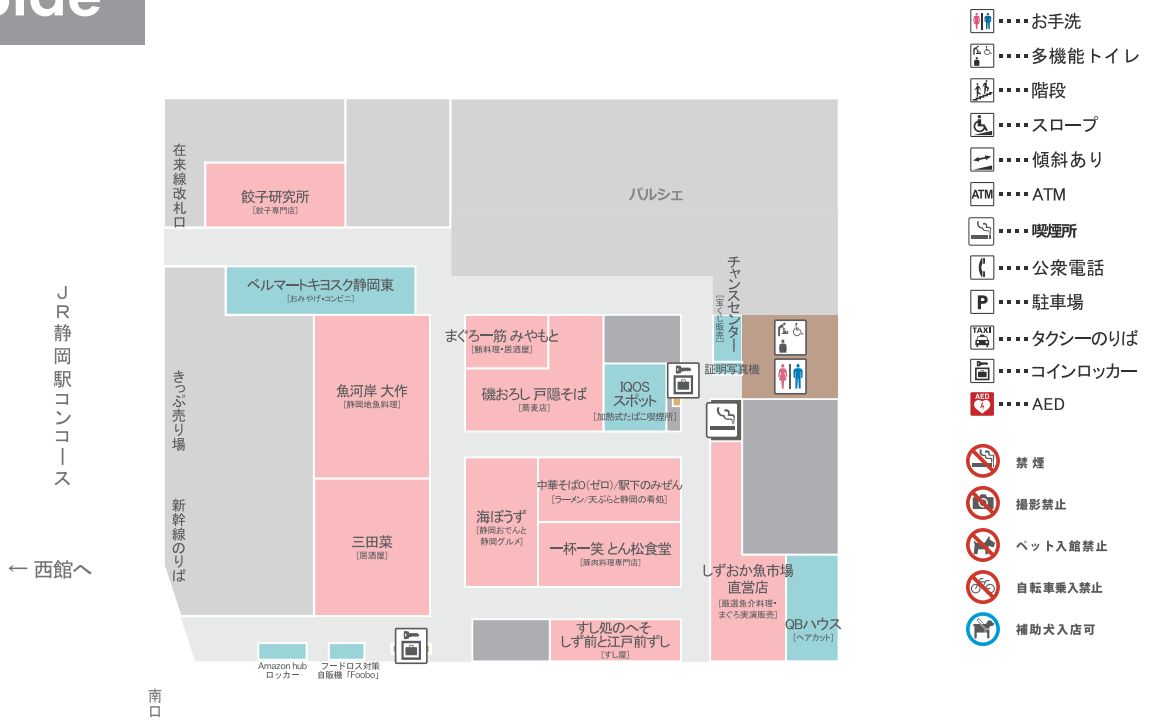 在来線改札口
餃子研究所
[餃子専門店]
パルシェ
ベルマートキヨスク静岡東
[おみやげ・コンビニ]
チャンスセンター
[宝くじ販売]
JR静岡駅コンコース
きっぷ売り場
新幹線のりば
← 西館へ
南口
魚河岸 大作
[静岡地魚料理]
三田菜
[居酒屋]
まぐろ一筋 みやもと
[鮪料理・居酒屋]
磯おろし 戸隠そば
[蕎麦店]
IQOS
スポット
[加熱式たばこ喫煙所]
証明写真機
海ぼうず
[静岡おでんと
静岡グルメ]
中華そばO(ゼロ)/駅下のみぜん
[ラーメン/天ぷらと静岡の肴処]
一杯一笑 とん松食堂
[豚肉料理専門店]
しずおか魚市場
直営店
[厳選魚介料理・
まぐろ実演販売]
QBハウス
[ヘアカット]
すし処のへそ
しず前と江戸前ずし
[すし屋]
Amazon hub
ロッカー
フードロス対策
自販機「Foobo」
お手洗
多機能トイレ
階段
スロープ
傾斜あり
ATM ATM
喫煙所
公衆電話
P 駐車場
TAXI タクシーのりば
コインロッカー
AED AED
禁煙
撮影禁止
ペット入館禁止
自転車乗入禁止
補助犬入店可